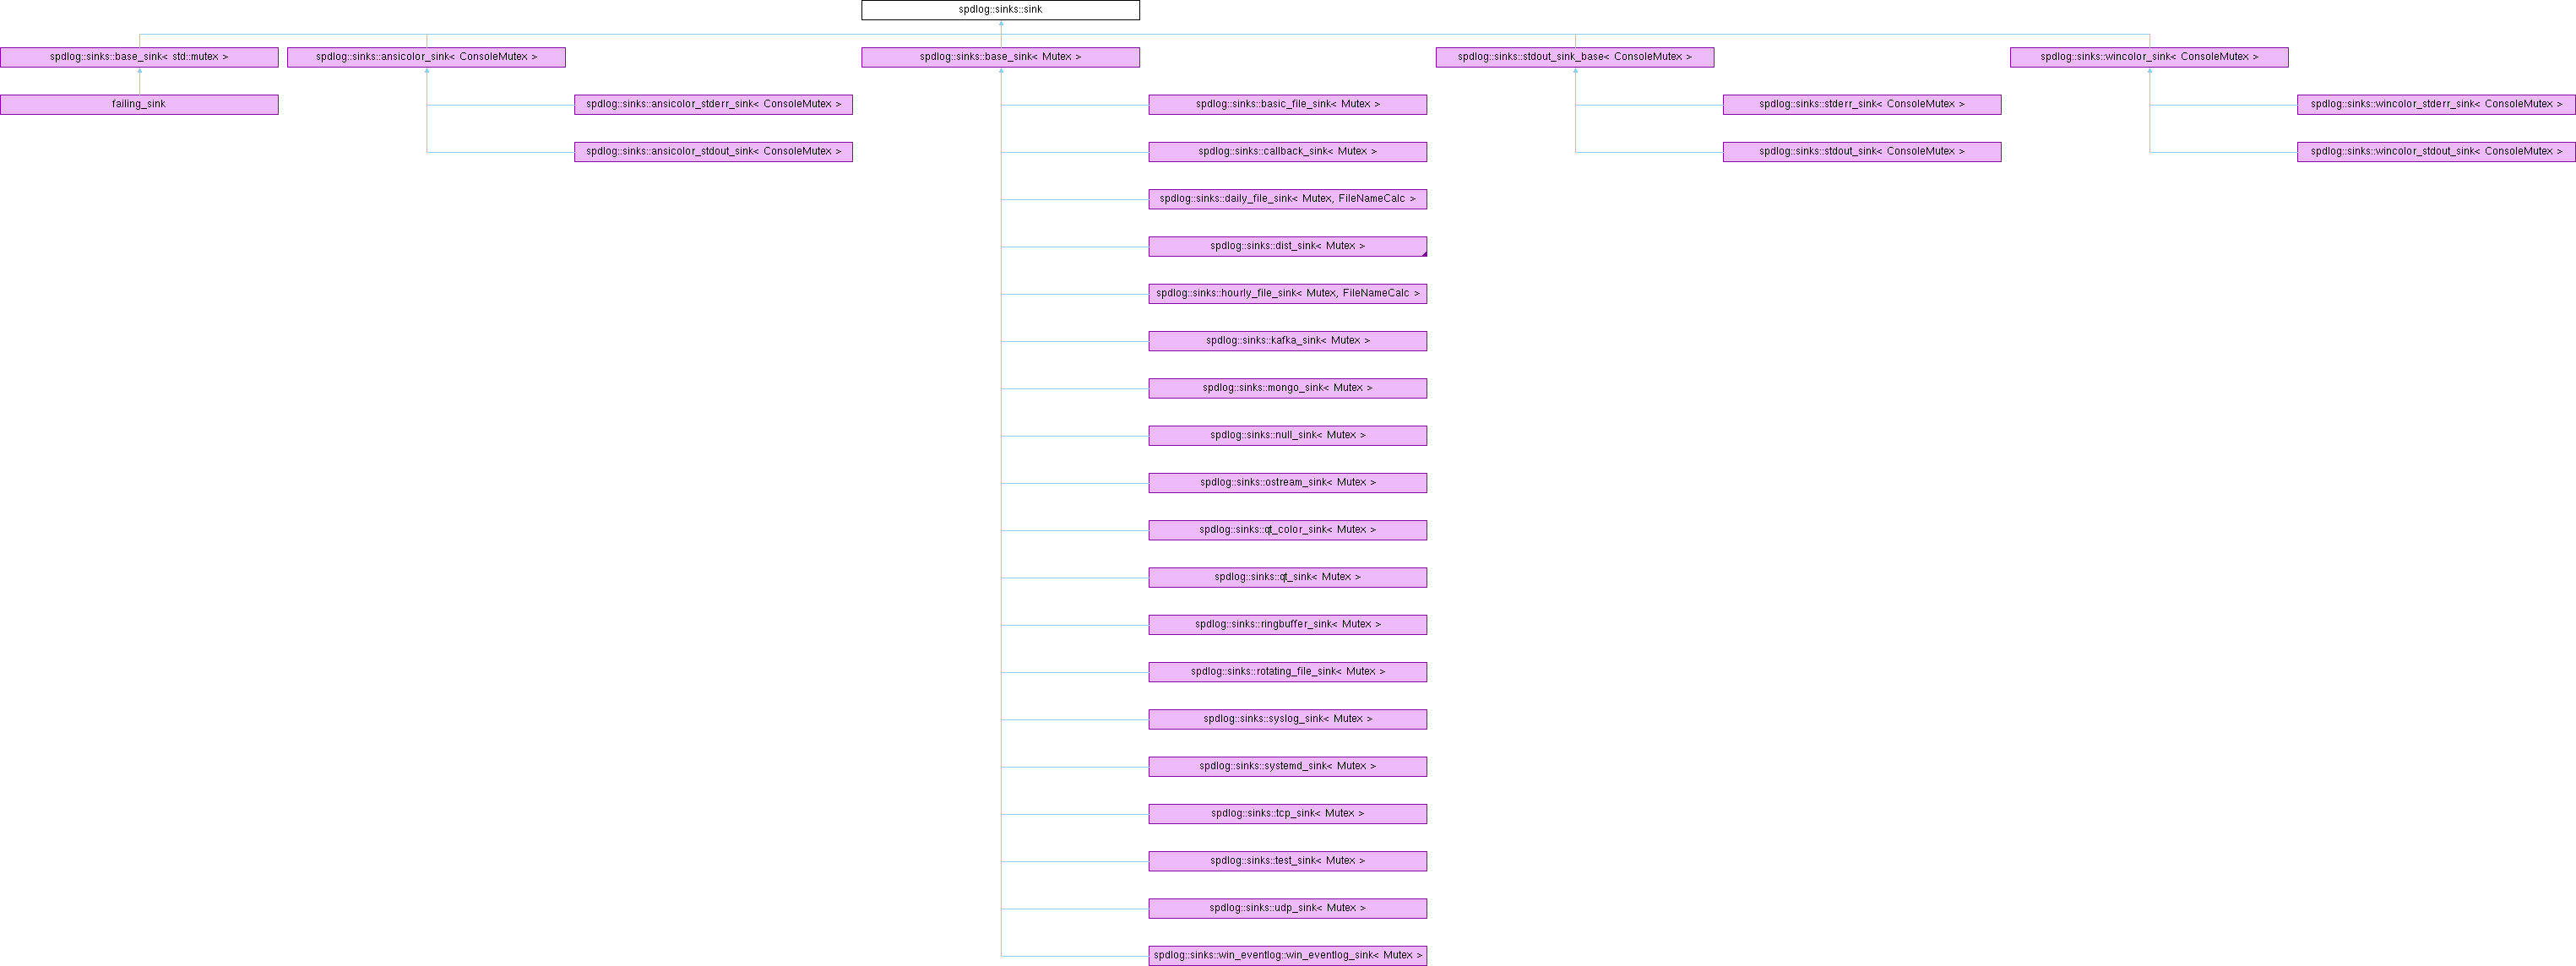 spdlog::sinks::sink
spdlog::sinks::base_sink< std::mutex >
spdlog::sinks::ansicolor_sink< ConsoleMutex >
spdlog::sinks::base_sink< Mutex >
spdlog::sinks::stdout_sink_base< ConsoleMutex >
spdlog::sinks::wincolor_sink< ConsoleMutex >
failing_sink
spdlog::sinks::ansicolor_stderr_sink< ConsoleMutex >
spdlog::sinks::basic_file_sink< Mutex >
spdlog::sinks::stderr_sink< ConsoleMutex >
spdlog::sinks::wincolor_stderr_sink< ConsoleMutex >
spdlog::sinks::ansicolor_stdout_sink< ConsoleMutex >
spdlog::sinks::callback_sink< Mutex >
spdlog::sinks::stdout_sink< ConsoleMutex >
spdlog::sinks::wincolor_stdout_sink< ConsoleMutex >
spdlog::sinks::daily_file_sink< Mutex, FileNameCalc >
spdlog::sinks::dist_sink< Mutex >
spdlog::sinks::hourly_file_sink< Mutex, FileNameCalc >
spdlog::sinks::kafka_sink< Mutex >
spdlog::sinks::mongo_sink< Mutex >
spdlog::sinks::null_sink< Mutex >
spdlog::sinks::ostream_sink< Mutex >
spdlog::sinks::qt_color_sink< Mutex >
spdlog::sinks::qt_sink< Mutex >
spdlog::sinks::ringbuffer_sink< Mutex >
spdlog::sinks::rotating_file_sink< Mutex >
spdlog::sinks::syslog_sink< Mutex >
spdlog::sinks::systemd_sink< Mutex >
spdlog::sinks::tcp_sink< Mutex >
spdlog::sinks::test_sink< Mutex >
spdlog::sinks::udp_sink< Mutex >
spdlog::sinks::win_eventlog::win_eventlog_sink< Mutex >